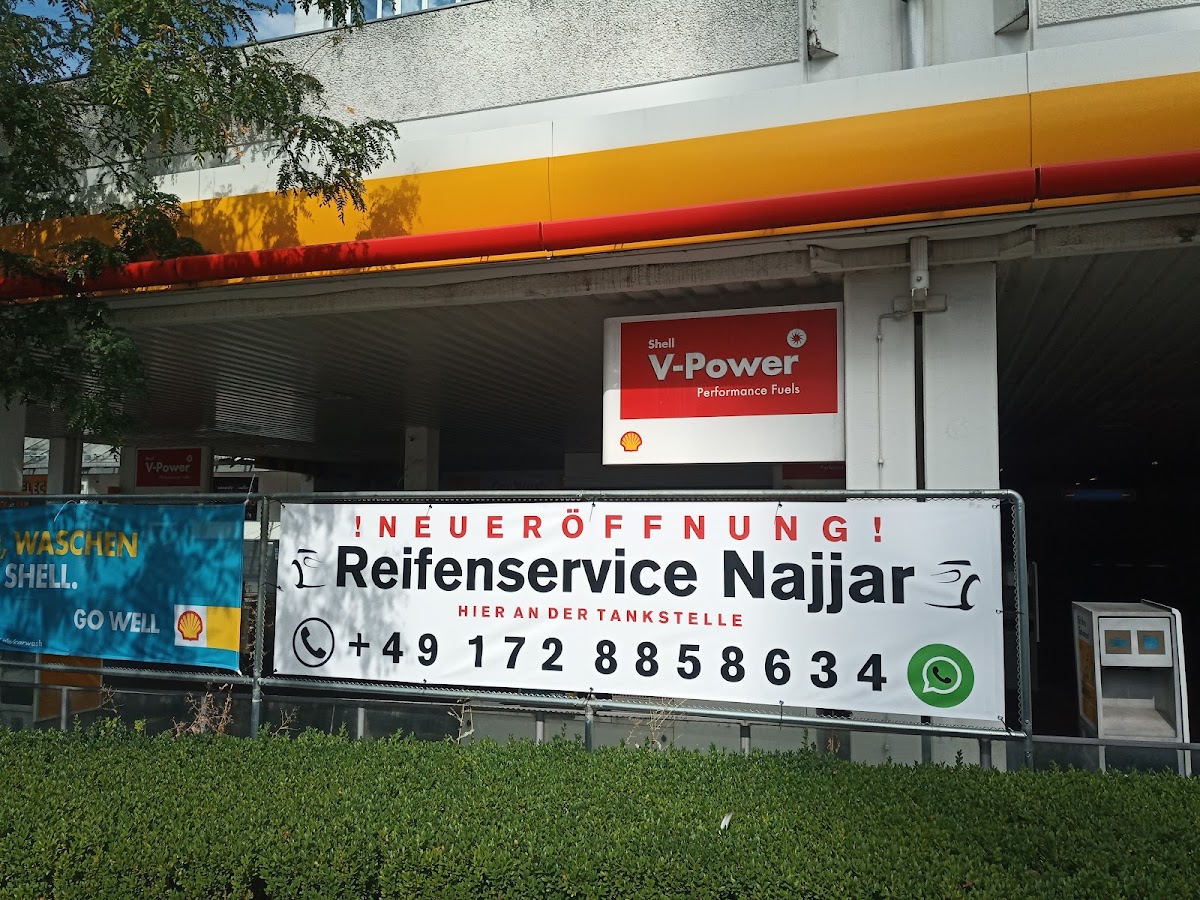 Shell
V-Power
Performance Fuels
V-Power
WASCHEN
SHELL.
GO WELL
!NEUERÖFFNUNG!
Reifenservice Najjar
HIER AN DER TANKSTELLE
+49 172 8858634